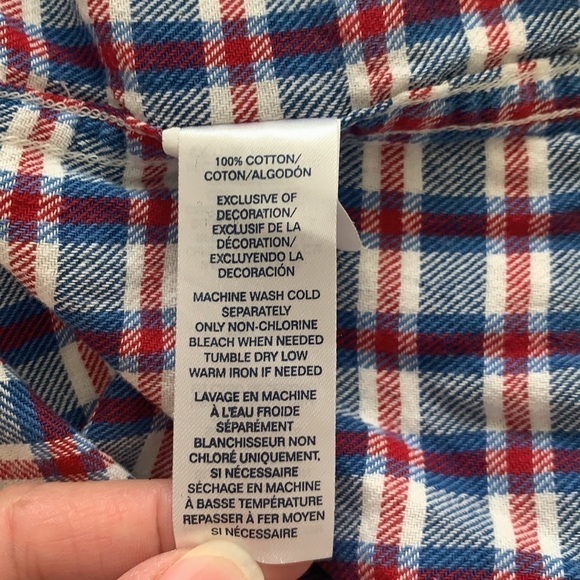 100% COTTON/
COTON/ALGODÓN
EXCLUSIVE OF
DECORATION/
EXCLUSIF DE LA
DÉCORATION/
EXCLUYENDO LA
DECORACIÓN
MACHINE WASH COLD
SEPARATELY
ONLY NON-CHLORINE
BLEACH WHEN NEEDED
TUMBLE DRY LOW
WARM IRON IF NEEDED
LAVAGE EN MACHINE
À L'EAU FROIDE
SÉPARÉMENT
BLANCHISSEUR NON
CHLORÉ UNIQUEMENT,
SI NÉCESSAIRE
SÉCHAGE EN MACHINE
À BASSE TEMPÉRATURE
REPASSER À FER MOYEN
SI NÉCESSAIRE